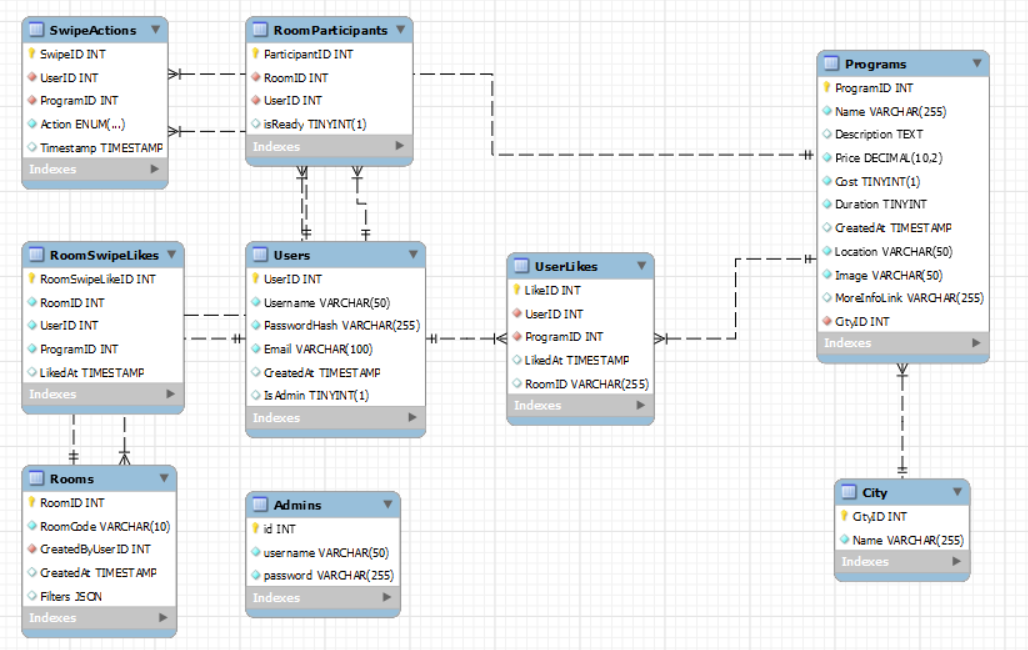 SwipeActions
SwipeID INT
UserID INT
ProgramID INT
Action ENUM(...)
Timestamp TIMESTAMP
Indexes
RoomParticipants
ParticipantID INT
RoomID INT
UserID INT
isReady TINYINT(1)
Indexes
Programs
ProgramID INT
Name VARCHAR(255)
Description TEXT
Price DECIMAL(10,2)
Cost TINYINT(1)
Duration TINYINT
CreatedAt TIMESTAMP
Location VARCHAR(50)
Image VARCHAR(50)
MoreInfoLink VARCHAR(255)
CityID INT
Indexes
RoomSwipeLikes
RoomSwipeLikeID INT
RoomID INT
UserID INT
ProgramID INT
LikedAt TIMESTAMP
Indexes
Users
UserID INT
Username VARCHAR(50)
PasswordHash VARCHAR(255)
Email VARCHAR(100)
CreatedAt TIMESTAMP
IsAdmin TINYINT(1)
Indexes
UserLikes
LikeID INT
UserID INT
ProgramID INT
LikedAt TIMESTAMP
RoomID VARCHAR(255)
Indexes
Rooms
RoomID INT
RoomCode VARCHAR(10)
CreatedByUserID INT
CreatedAt TIMESTAMP
Filters JSON
Indexes
Admins
id INT
username VARCHAR(50)
password VARCHAR(255)
Indexes
City
CityID INT
Name VARCHAR(255)
Indexes